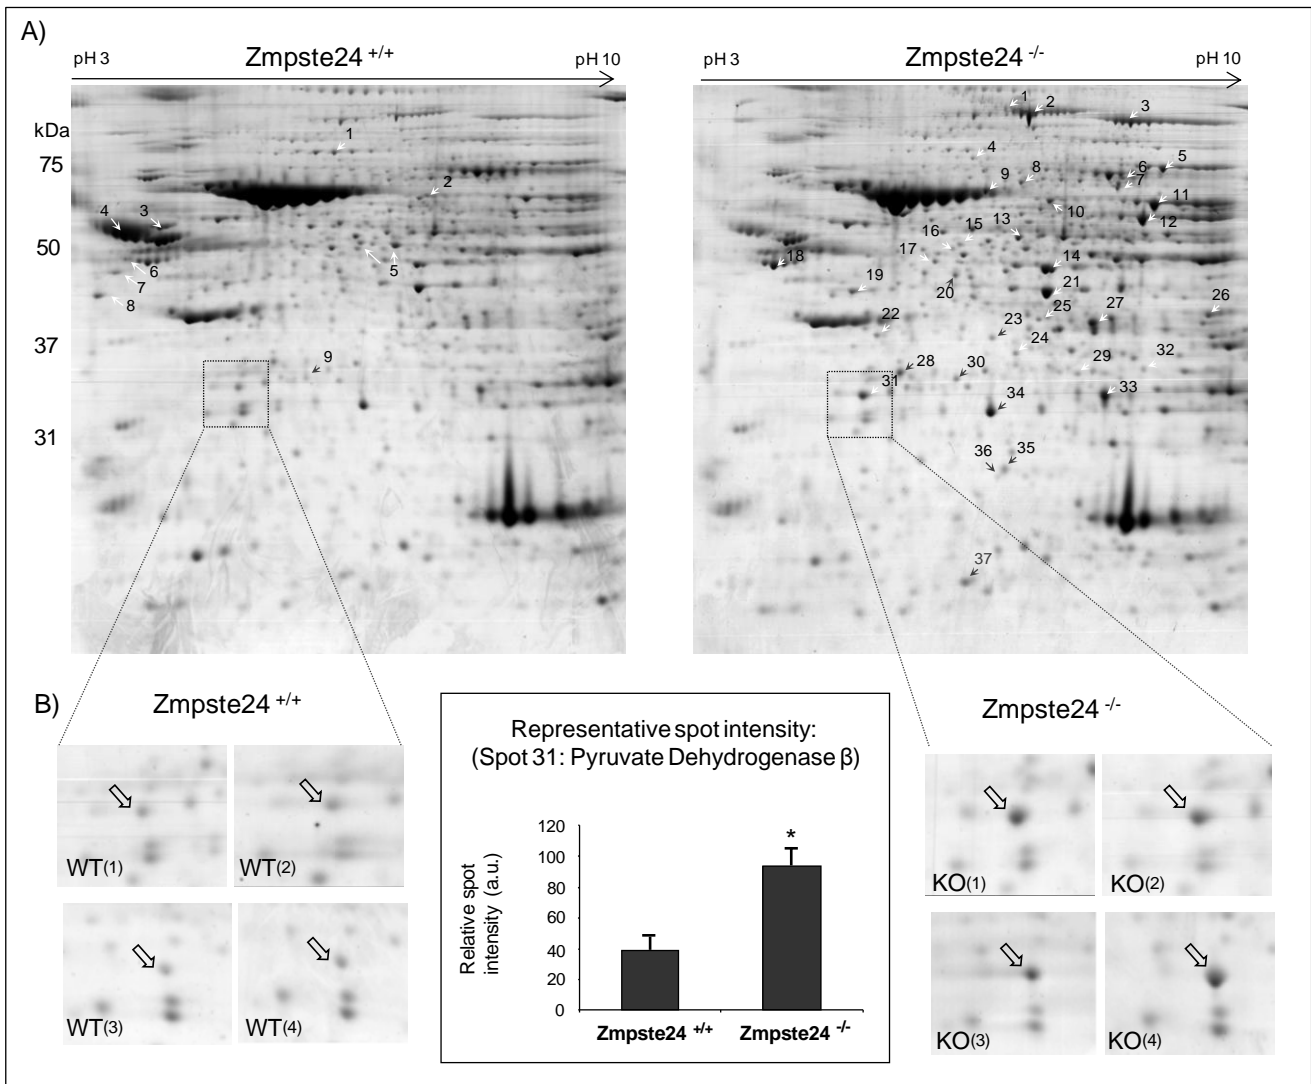 A)
pH 3 Zmpste24 +/+ pH 10
pH 3 Zmpste24 -/- pH 10
kDa
75
50
37
31
1
2
3
4
5
6
7
8
9
1
2
3
4
5
6
7
8
9
10
11
12
13
14
15
16
17
18
19
20
21
22
23
24
25
26
27
28
29
30
31
32
33
34
35
36
37
B)
Zmpste24 +/+
WT(1)
WT(2)
WT(3)
WT(4)
Representative spot intensity:
(Spot 31: Pyruvate Dehydrogenase β)
Relative spot
intensity (a.u.)
120
100
80
60
40
20
0
*
Zmpste24 +/+
Zmpste24 -/-
Zmpste24 -/-
KO(1)
KO(2)
KO(3)
KO(4)